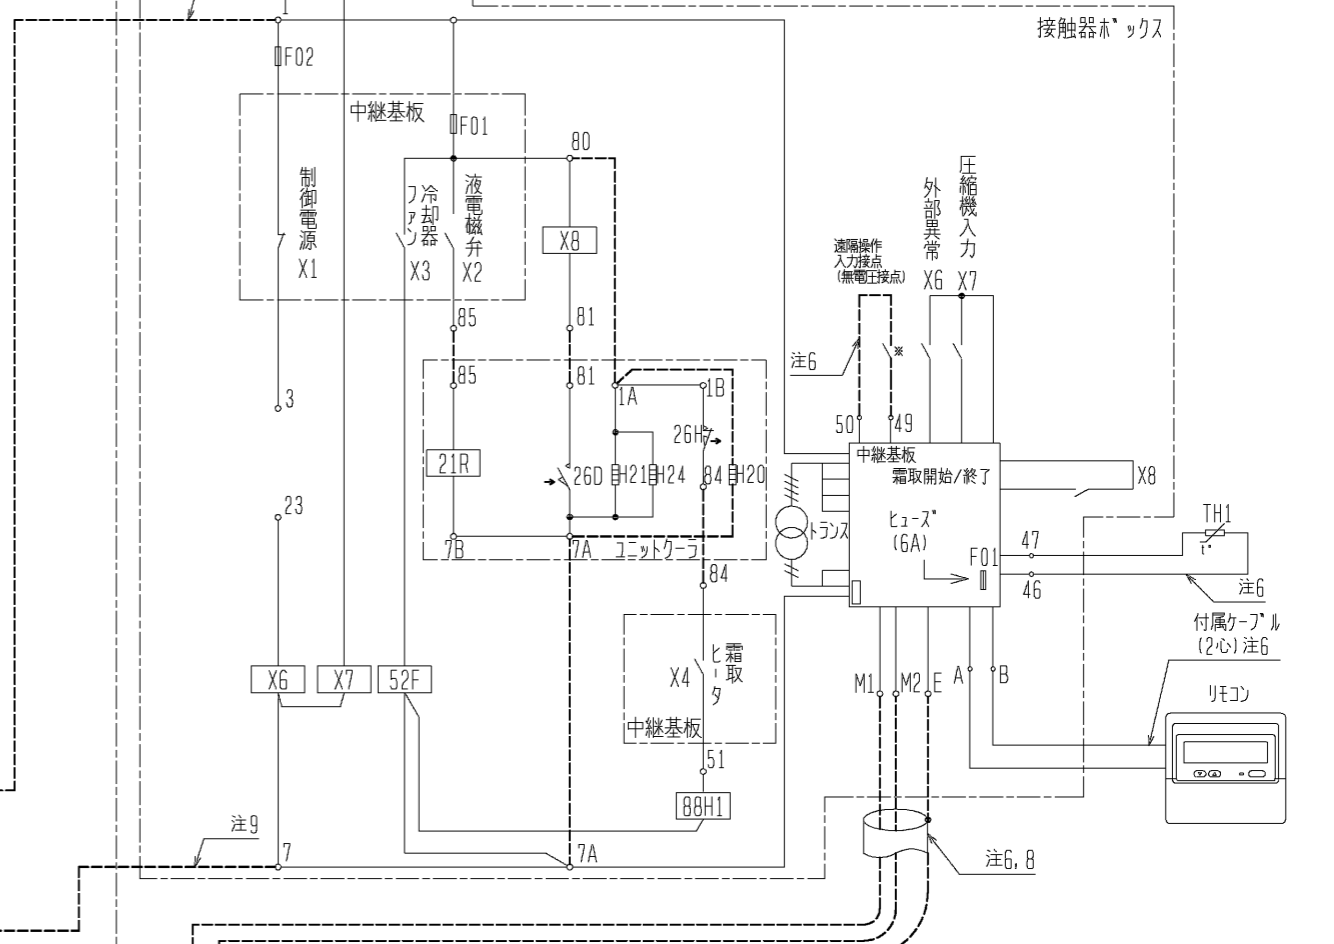 1
接触器ボックス
F02
中継基板
F01
80
制御電源
X1
冷却器
ファン
X3
液電磁弁
X2
X8
遠隔操作
入力接点
(無電圧接点)
外部異常
X6
圧縮機入力
X7
85
81
注6
※
85
81
1A
1B
3
50
49
26H
中継基板
霜取開始/終了
X8
21R
26D
H21
H24
84
H20
23
トランス
ヒューズ
(6A)
F01
TH1
47
46
注6
7B
7A
ユニットクーラ
84
付属ケーブル
(2心)注6
X6
X7
52F
X4
霜取
ヒータ
中継基板
M1
M2
E
A
B
リモコン
51
88H1
注9
7
7A
注6,8